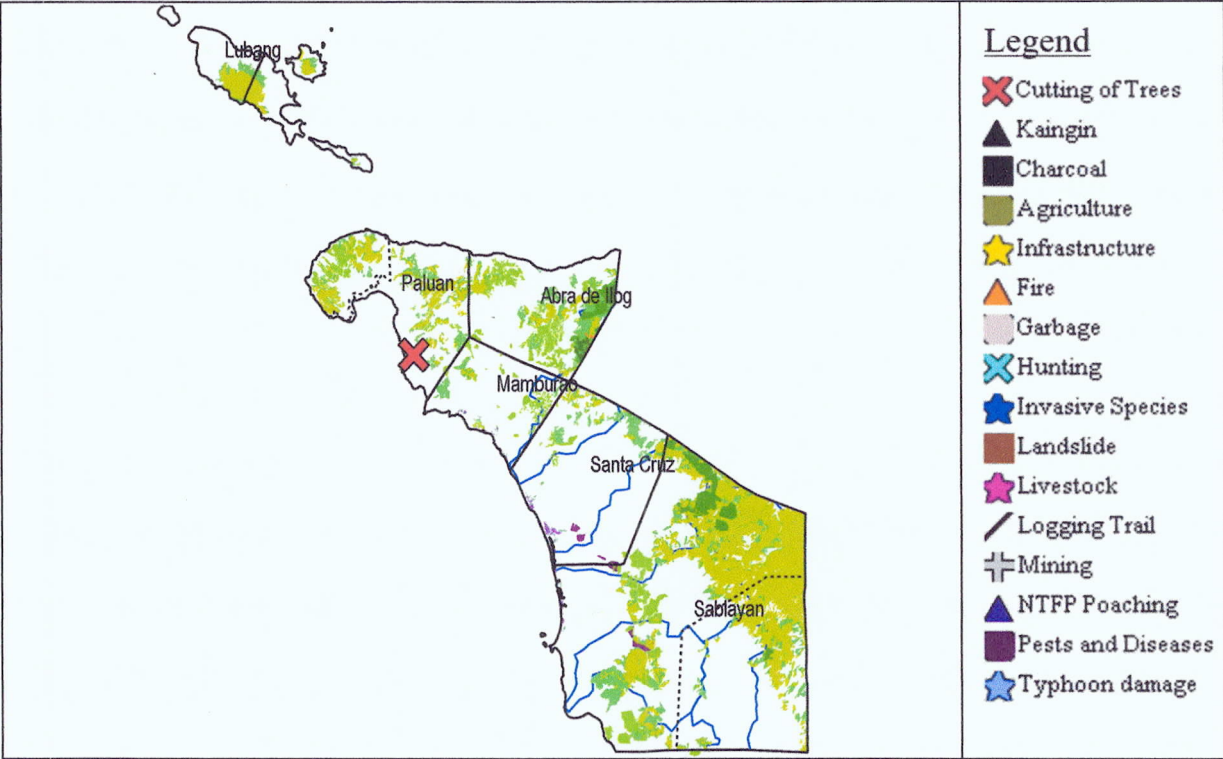 Lubang
Paluan
Abra de Ilog
Mamburao
Santa Cruz
Sablayan
Legend
Cutting of Trees
Kaingin
Charcoal
Agriculture
Infrastructure
Fire
Garbage
Hunting
Invasive Species
Landslide
Livestock
Logging Trail
Mining
NTFP Poaching
Pests and Diseases
Typhoon damage